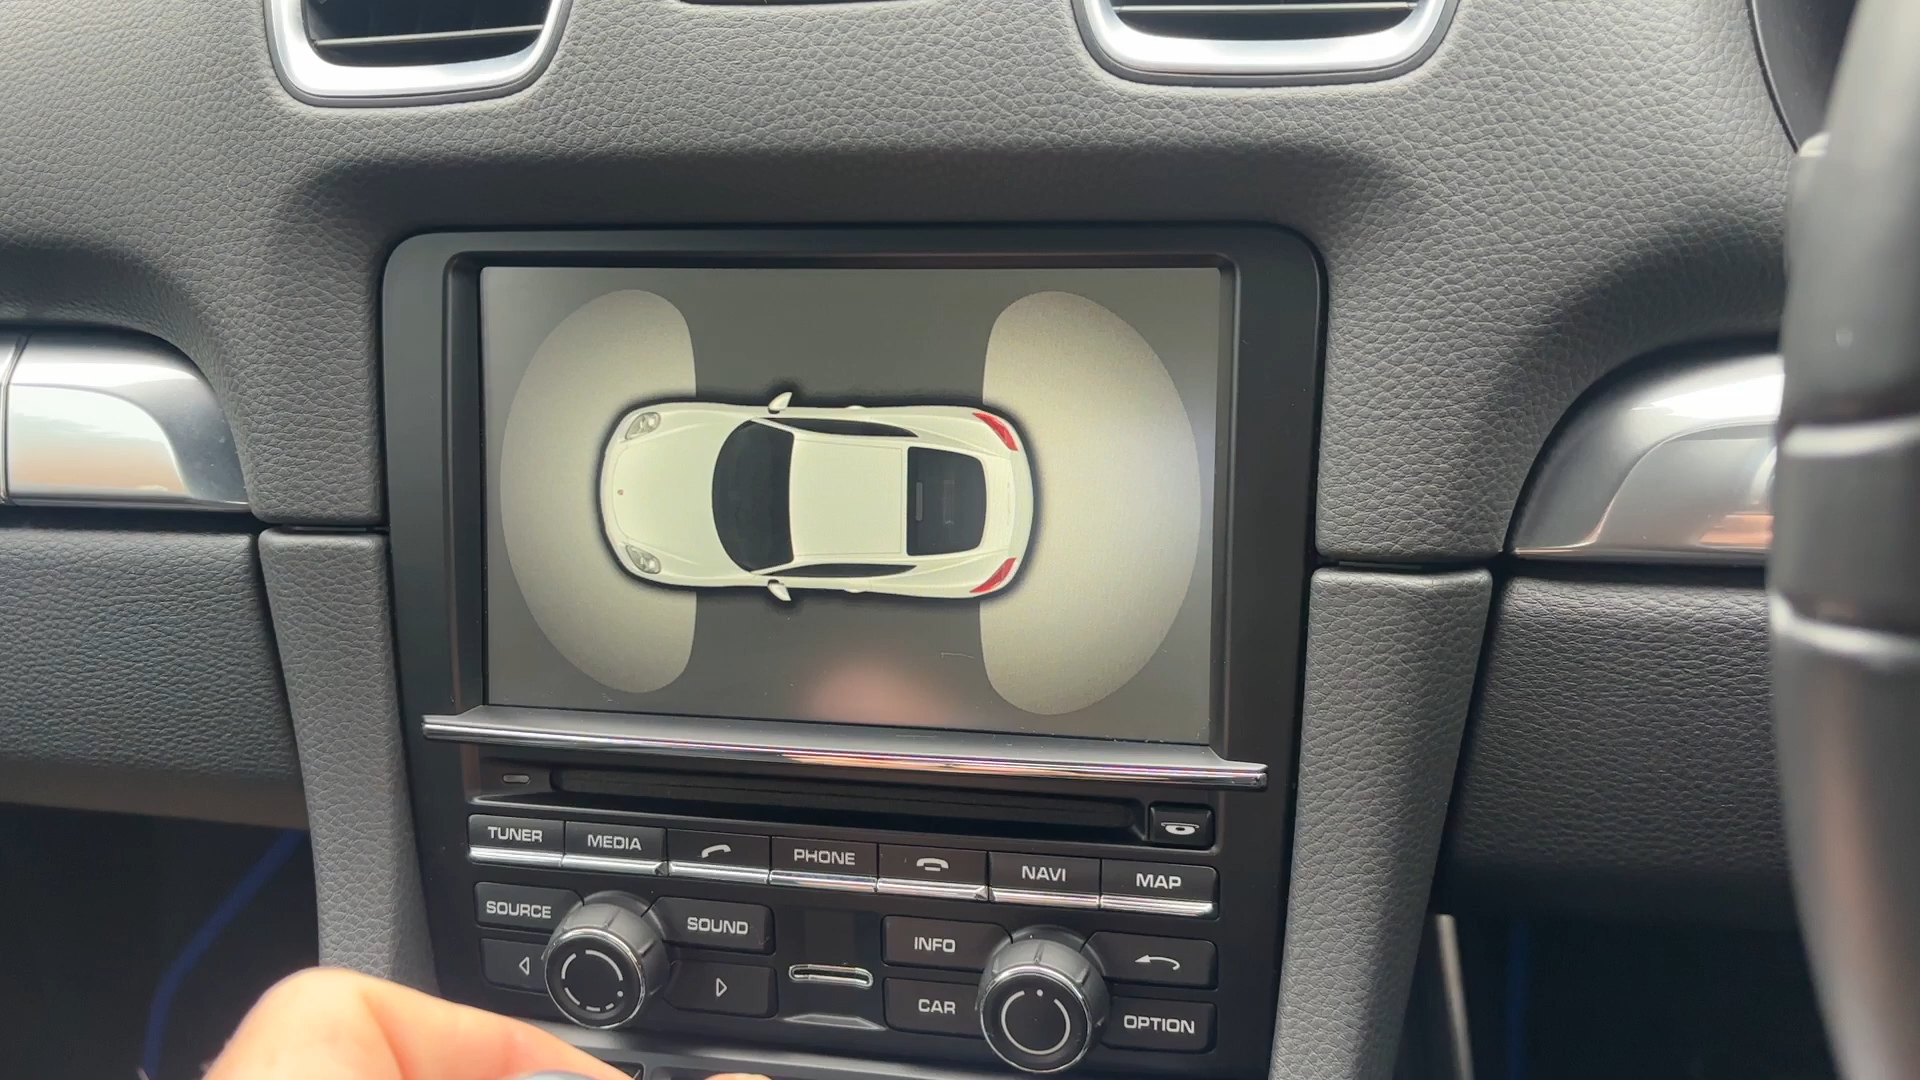 TUNER
MEDIA
PHONE
NAVI
MAP
SOURCE
SOUND
INFO
CAR
OPTION